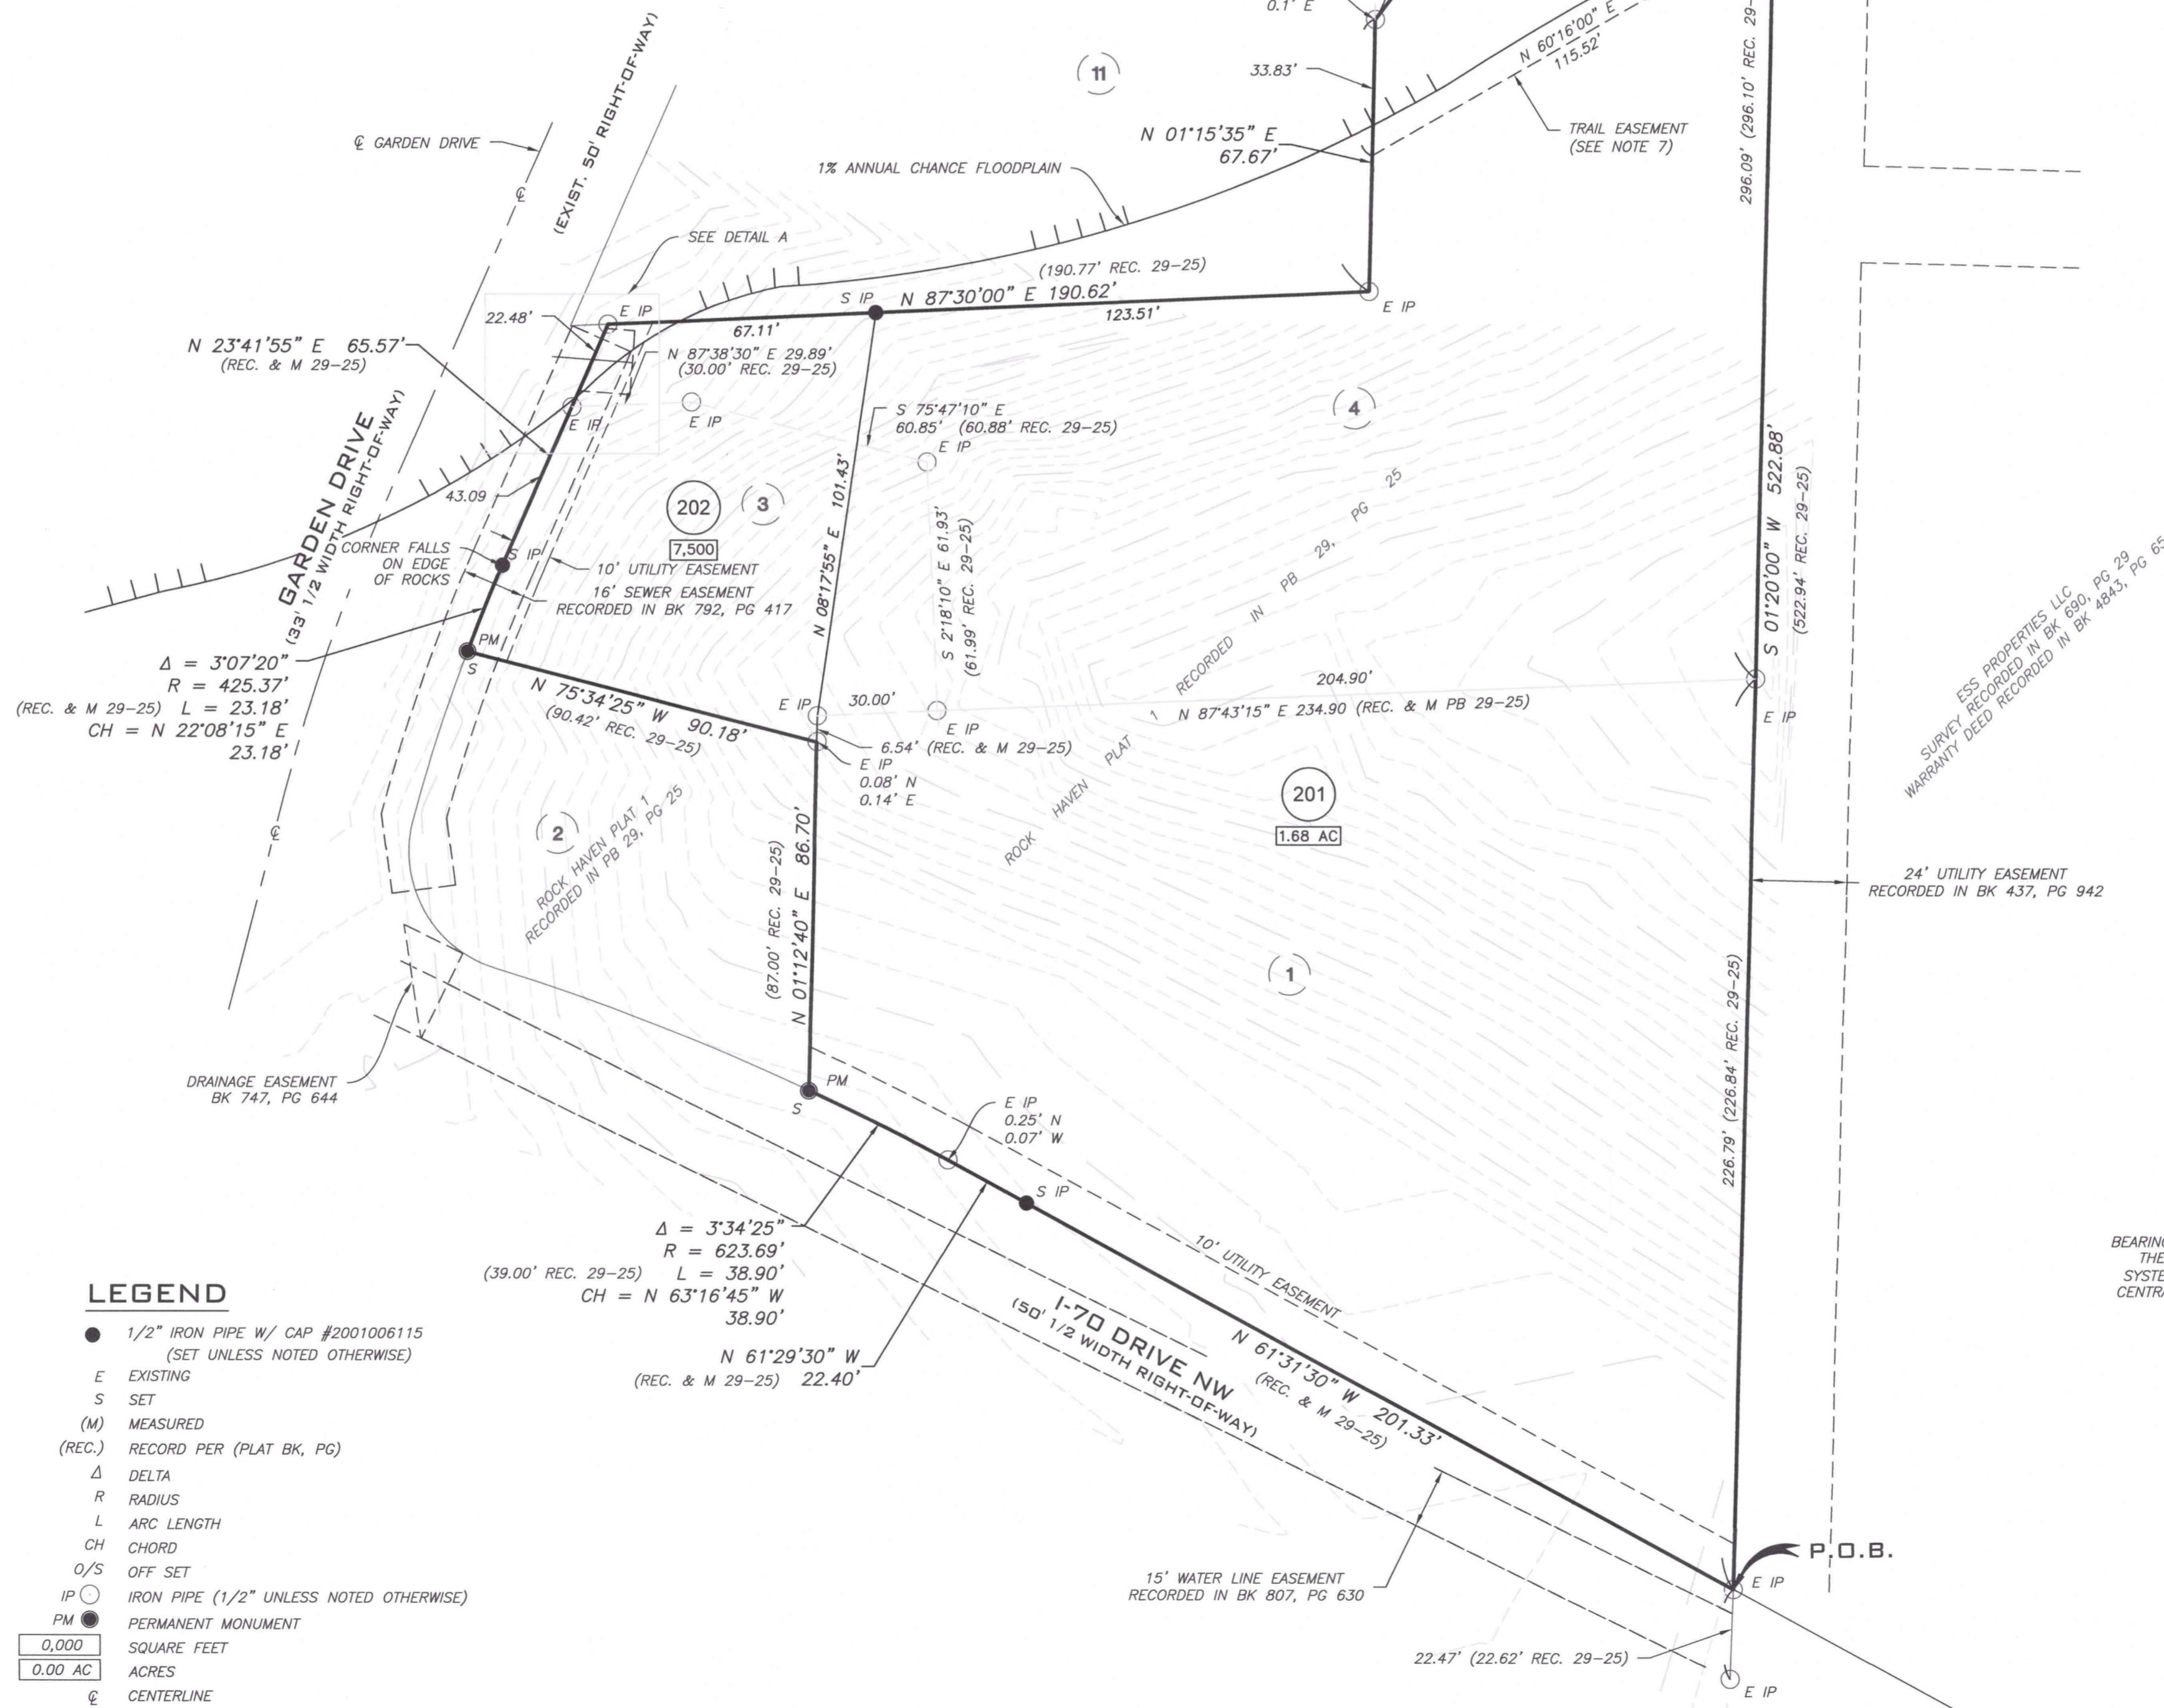 0.1' E
N 60°16'00" E
115.52'
296.09' (296.10' REC. 29-
(EXIST. 50' RIGHT-OF-WAY)
11
33.83'
N 01°15'35" E
67.67'
TRAIL EASEMENT
(SEE NOTE 7)
℄ GARDEN DRIVE
℄
1% ANNUAL CHANCE FLOODPLAIN
SEE DETAIL A
(190.77' REC. 29-25)
S IP
N 87°30'00" E 190.62'
E IP
22.48'
E IP
67.11'
123.51'
N 23°41'55" E 65.57'
(REC. & M 29-25)
N 87°38'30" E 29.89'
(30.00' REC. 29-25)
E IP
E IP
S 75°47'10" E
60.85' (60.88' REC. 29-25)
E IP
4
GARDEN DRIVE
(33' 1/2 WIDTH RIGHT-OF-WAY)
43.09
202
3
7,500
N 08°17'55" E 101.43'
S 2°18'10" E 61.93'
(61.99' REC. 29-25)
S 01°20'00" W 522.88'
(522.94' REC. 29-25)
CORNER FALLS
ON EDGE
OF ROCKS
S IP
10' UTILITY EASEMENT
16' SEWER EASEMENT
RECORDED IN BK 792, PG 417
ROCK HAVEN PLAT 1 RECORDED IN PB 29, PG 25
ESS PROPERTIES LLC
SURVEY RECORDED IN BK 690, PG 29
WARRANTY DEED RECORDED IN BK 4843, PG 65
PM
S
Δ = 3°07'20"
R = 425.37'
(REC. & M 29-25) L = 23.18'
CH = N 22°08'15" E
23.18'
N 75°34'25" W 90.18'
(90.42' REC. 29-25)
E IP
30.00'
E IP
204.90'
N 87°43'15" E 234.90 (REC. & M PB 29-25)
E IP
6.54' (REC. & M 29-25)
E IP
0.08' N
0.14' E
℄
2
ROCK HAVEN PLAT 1
RECORDED IN PB 29, PG 25
(87.00' REC. 29-25)
N 01°12'40" E 86.70'
201
1.68 AC
24' UTILITY EASEMENT
RECORDED IN BK 437, PG 942
1
226.79' (226.84' REC. 29-25)
DRAINAGE EASEMENT
BK 747, PG 644
PM
S
E IP
0.25' N
0.07' W
S IP
Δ = 3°34'25"
R = 623.69'
(39.00' REC. 29-25) L = 38.90'
CH = N 63°16'45" W
38.90'
N 61°29'30" W
(REC. & M 29-25) 22.40'
10' UTILITY EASEMENT
I-70 DRIVE NW
(50' 1/2 WIDTH RIGHT-OF-WAY)
N 61°31'30" W 201.33'
(REC. & M 29-25)
BEARING
THE
SYSTE
CENTRA
P.O.B.
E IP
15' WATER LINE EASEMENT
RECORDED IN BK 807, PG 630
22.47' (22.62' REC. 29-25)
E IP
LEGEND
1/2" IRON PIPE W/ CAP #2001006115
(SET UNLESS NOTED OTHERWISE)
E EXISTING
S SET
(M) MEASURED
(REC.) RECORD PER (PLAT BK, PG)
Δ DELTA
R RADIUS
L ARC LENGTH
CH CHORD
O/S OFF SET
IP IRON PIPE (1/2" UNLESS NOTED OTHERWISE)
PM PERMANENT MONUMENT
0,000 SQUARE FEET
0.00 AC ACRES
℄ CENTERLINE